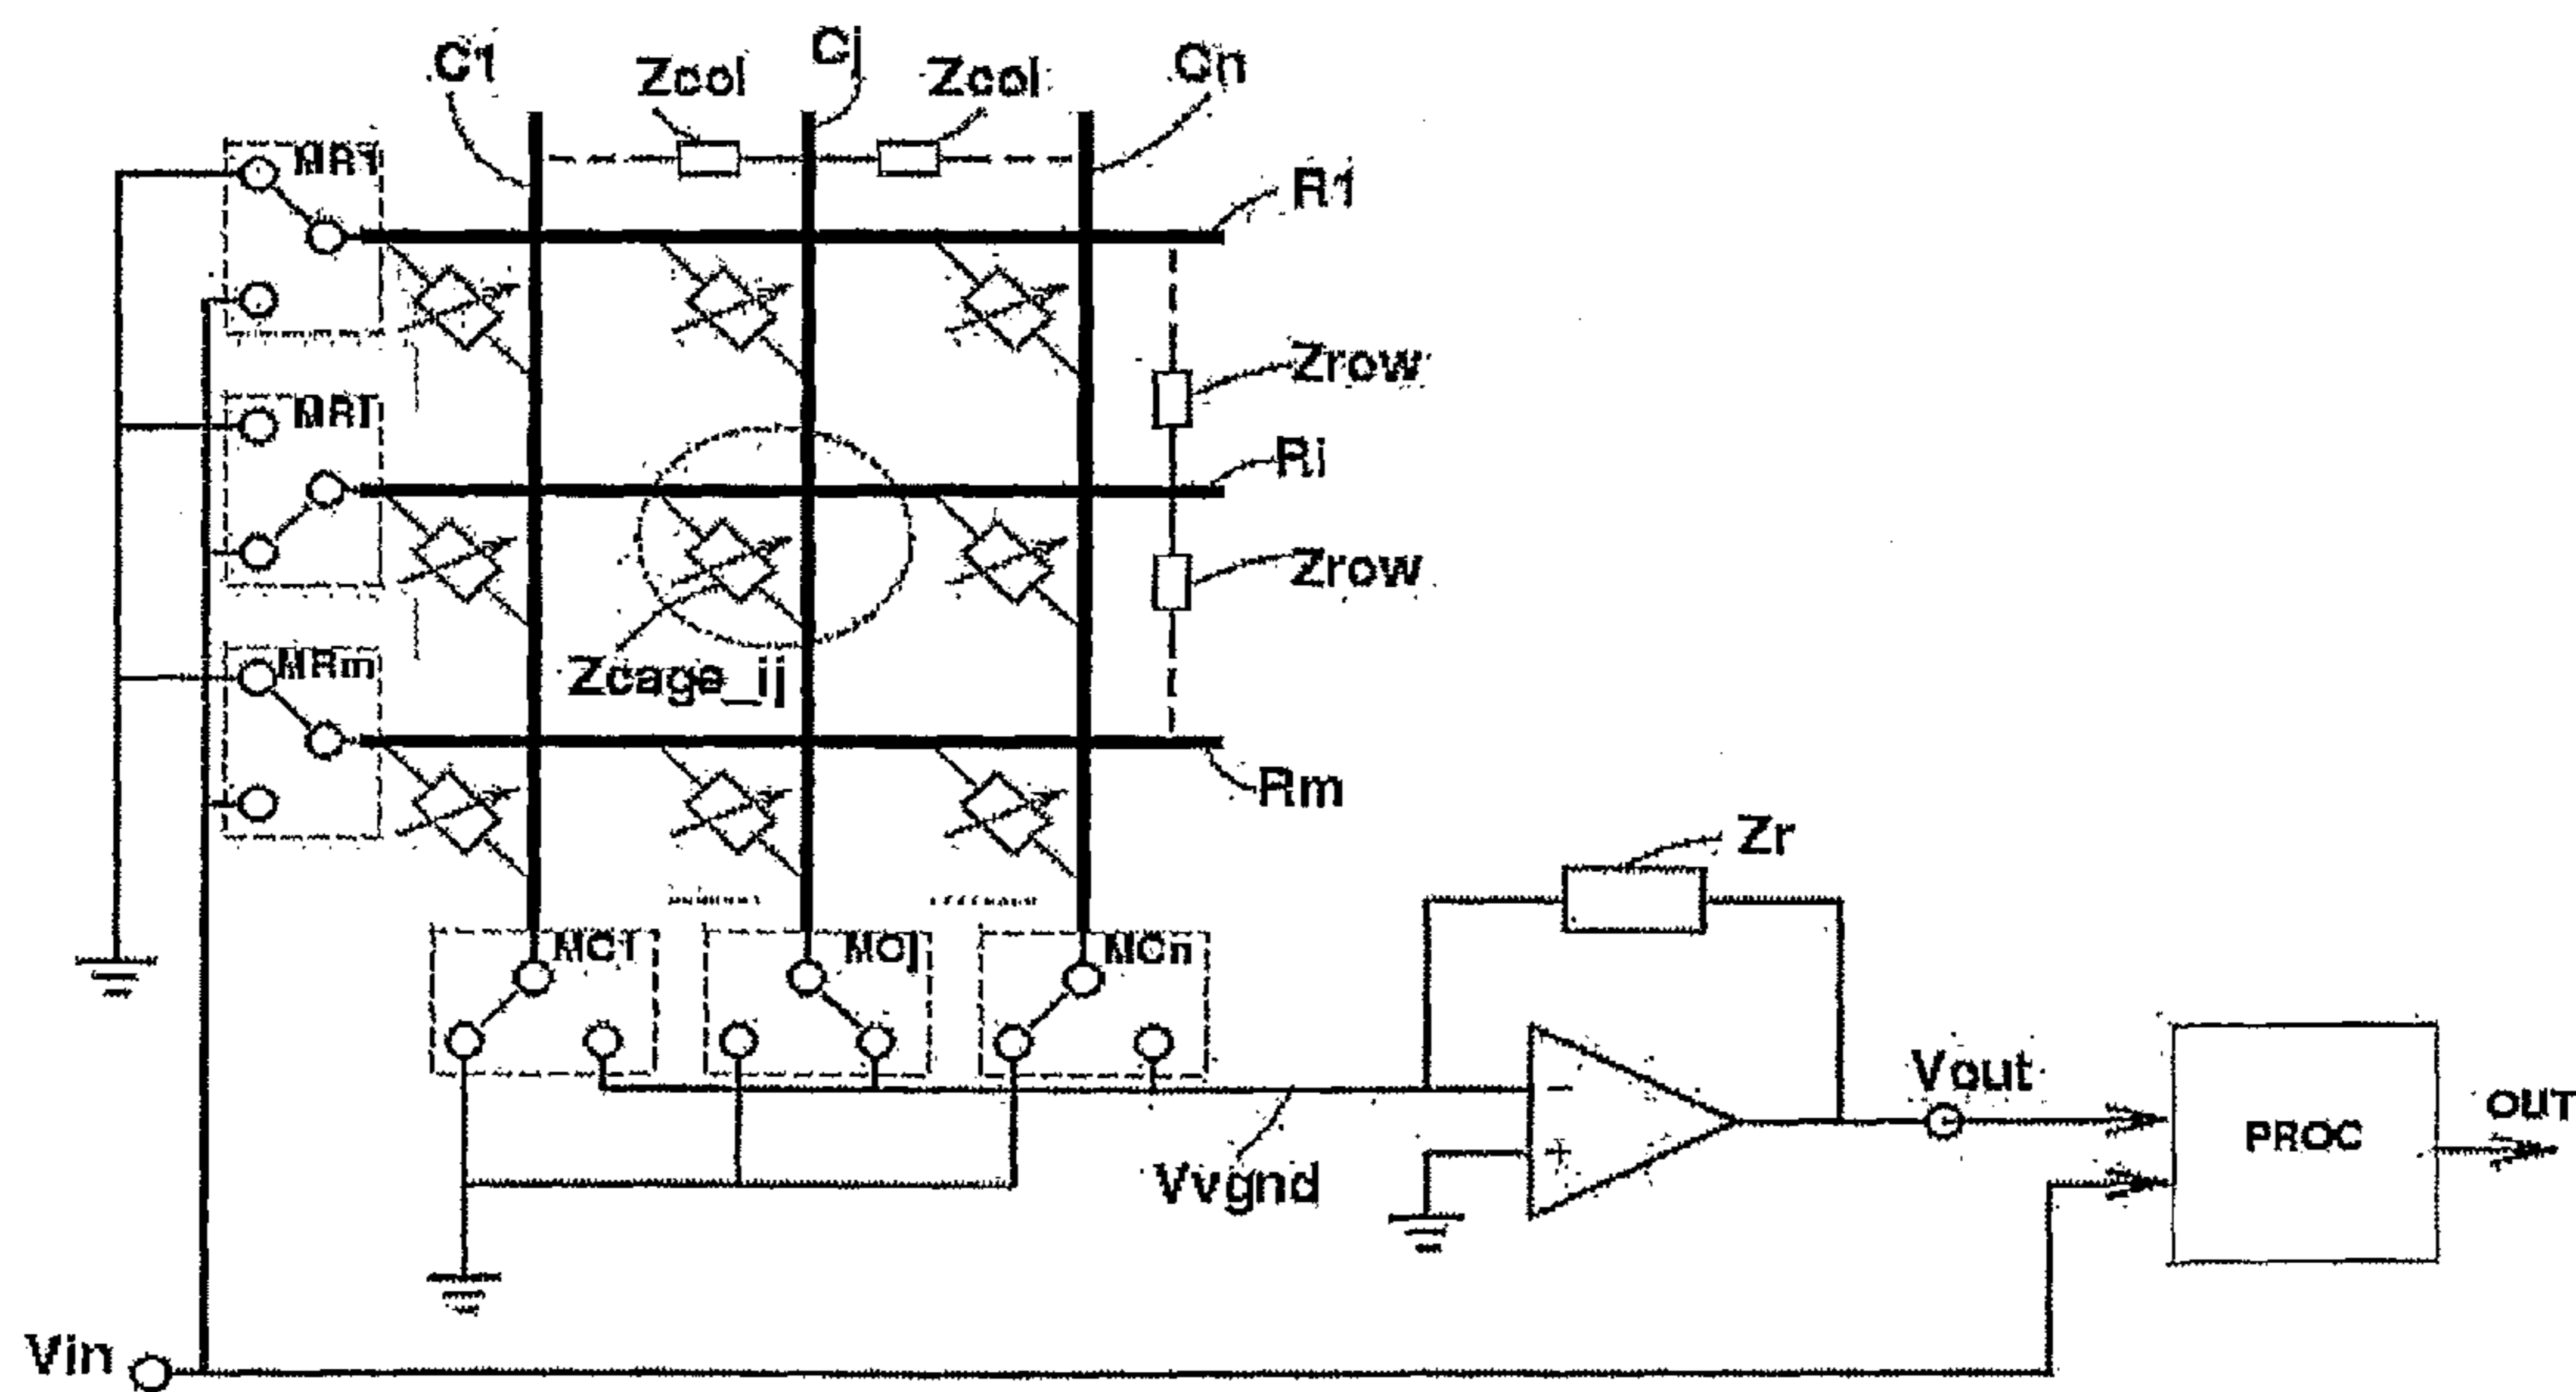 C1
Zcol
Cj
Zcol
Cn
MR1
R1
Zrow
MRi
Ri
Zrow
MRm
Zcage_ij
Rm
Zr
MC1
MCj
MCn
−
+
Vvgnd
Vout
PROC
OUT
Vin